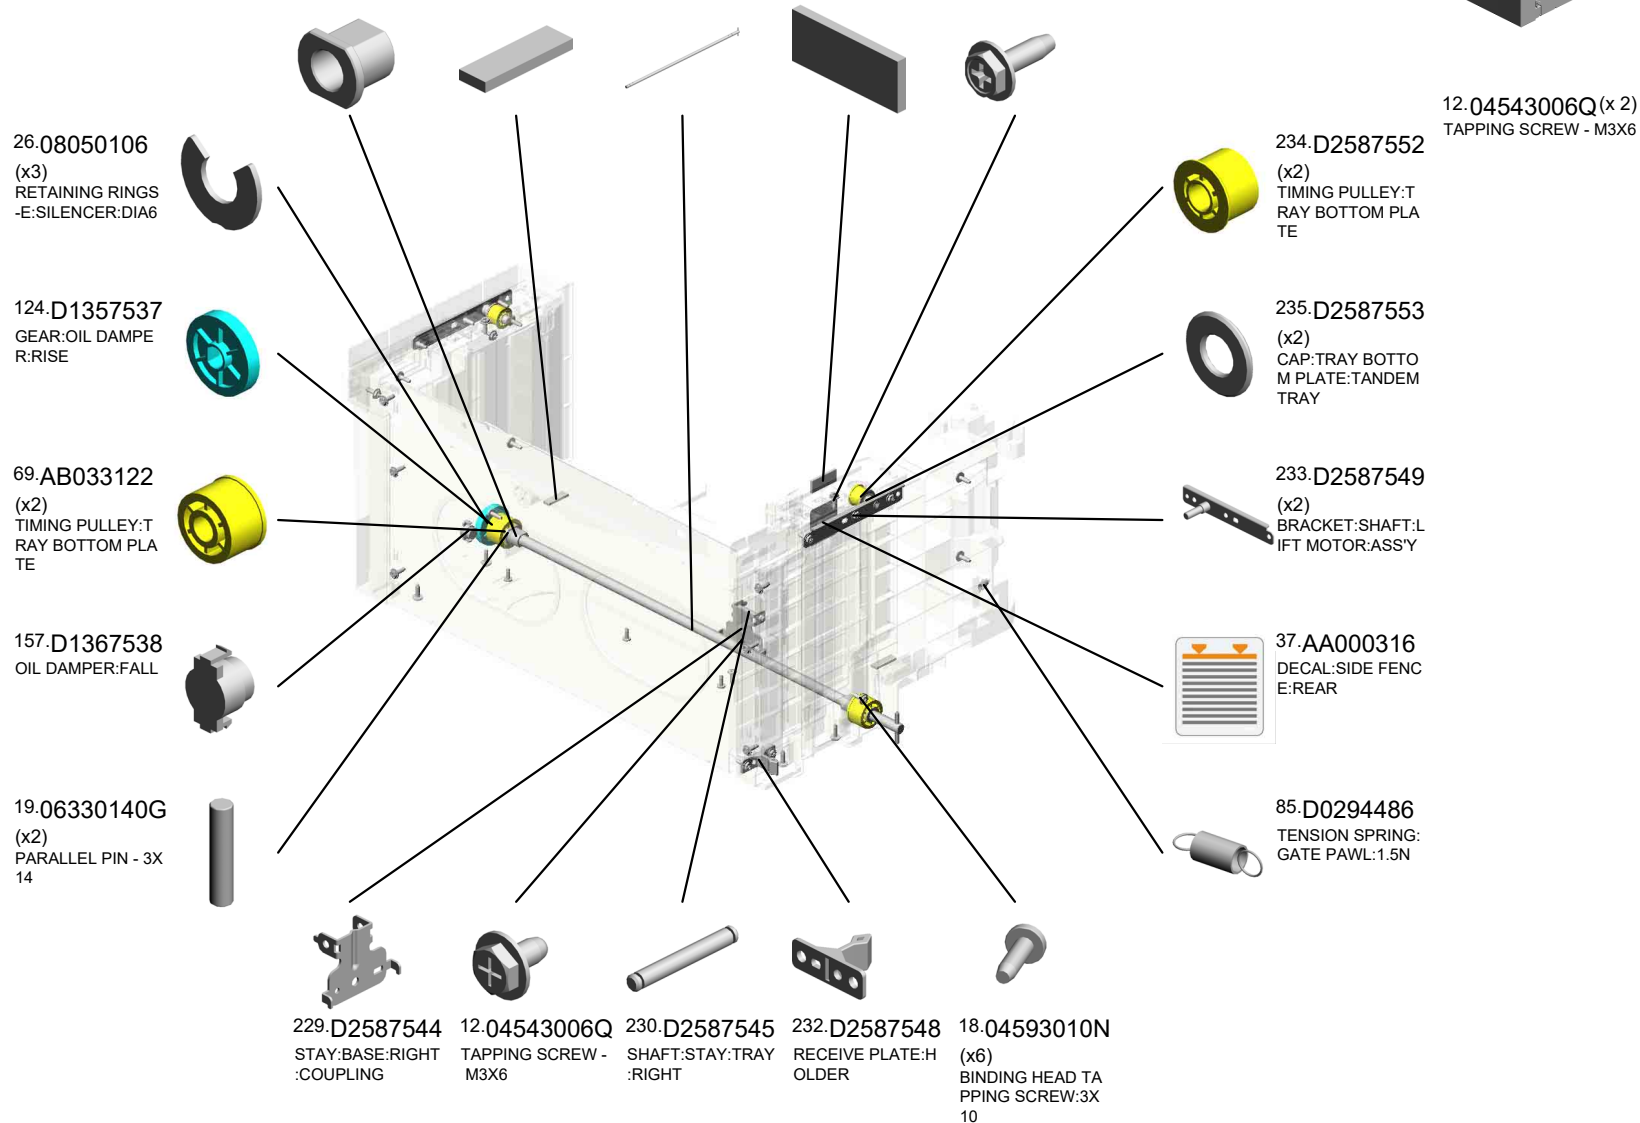 12.04543006Q(x 2)
TAPPING SCREW - M3X6
26.08050106
(x3)
RETAINING RINGS
-E:SILENCER:DIA6
124.D1357537
GEAR:OIL DAMPE
R:RISE
69.AB033122
(x2)
TIMING PULLEY:T
RAY BOTTOM PLA
TE
157.D1367538
OIL DAMPER:FALL
19.06330140G
(x2)
PARALLEL PIN - 3X
14
234.D2587552
(x2)
TIMING PULLEY:T
RAY BOTTOM PLA
TE
235.D2587553
(x2)
CAP:TRAY BOTTO
M PLATE:TANDEM
TRAY
233.D2587549
(x2)
BRACKET:SHAFT:L
IFT MOTOR:ASS'Y
37.AA000316
DECAL:SIDE FENC
E:REAR
85.D0294486
TENSION SPRING:
GATE PAWL:1.5N
229.D2587544
STAY:BASE:RIGHT
:COUPLING
12.04543006Q
TAPPING SCREW -
M3X6
230.D2587545
SHAFT:STAY:TRAY
:RIGHT
232.D2587548
RECEIVE PLATE:H
OLDER
18.04593010N
(x6)
BINDING HEAD TA
PPING SCREW:3X
10